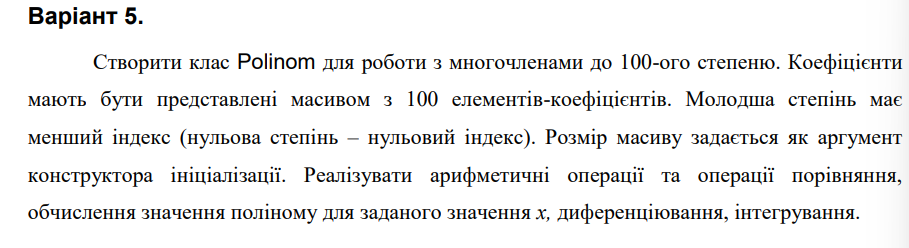 Варіант 5.
Створити клас Polinom для роботи з многочленами до 100-ого степеню. Коефіцієнти
мають бути представлені масивом з 100 елементів-коефіцієнтів. Молодша степінь має
менший індекс (нульова степінь – нульовий індекс). Розмір масиву задається як аргумент
конструктора ініціалізації. Реалізувати арифметичні операції та операції порівняння,
обчислення значення поліному для заданого значення x, диференціювання, інтегрування.